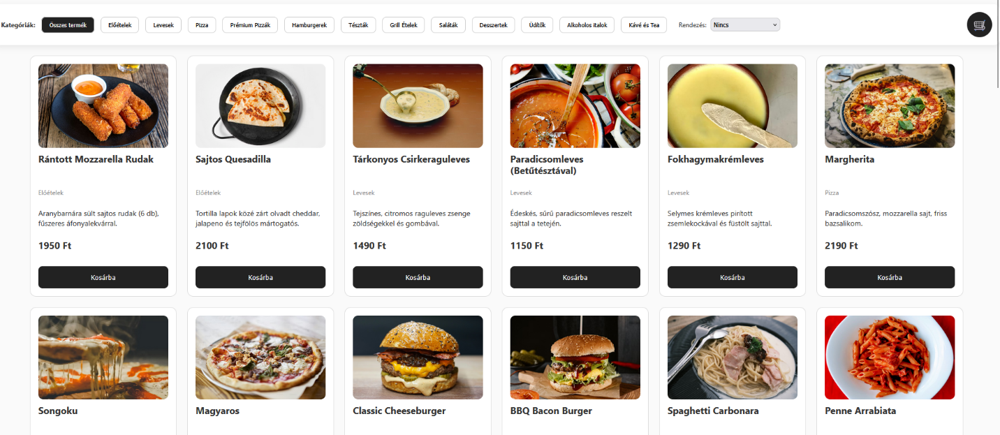 Kategóriák: Összes termék Előételek Levesek Pizza Prémium Pizzák Hamburgerek Tészták Grill Ételek Saláták Desszertek Üdítők Alkoholos italok Kávé és Tea Rendezés: Nincs
Rántott Mozzarella Rudak
Előételek
Aranybarnára sült sajtos rudak (6 db),
fűszeres áfonyalekvárral.
1950 Ft
Kosárba
Sajtos Quesadilla
Előételek
Tortilla lapok közé zárt olvadt cheddar,
jalapeno és tejfölös mártogatós.
2100 Ft
Kosárba
Tárkonyos Csirkeraguleves
Levesek
Tejszínes, citromos raguleves zsenge
zöldségekkel és gombával.
1490 Ft
Kosárba
Paradicsomleves
(Betűtésztával)
Levesek
Édeskés, sűrű paradicsomleves reszelt
sajttal a tetején.
1150 Ft
Kosárba
Fokhagymakrémleves
Levesek
Selymes krémleves pirított
zsemlekockával és füstölt sajttal.
1290 Ft
Kosárba
Margherita
Pizza
Paradicsomszósz, mozzarella sajt, friss
bazsalikom.
2190 Ft
Kosárba
Songoku
Magyaros
Classic Cheeseburger
BBQ Bacon Burger
Spaghetti Carbonara
Penne Arrabiata